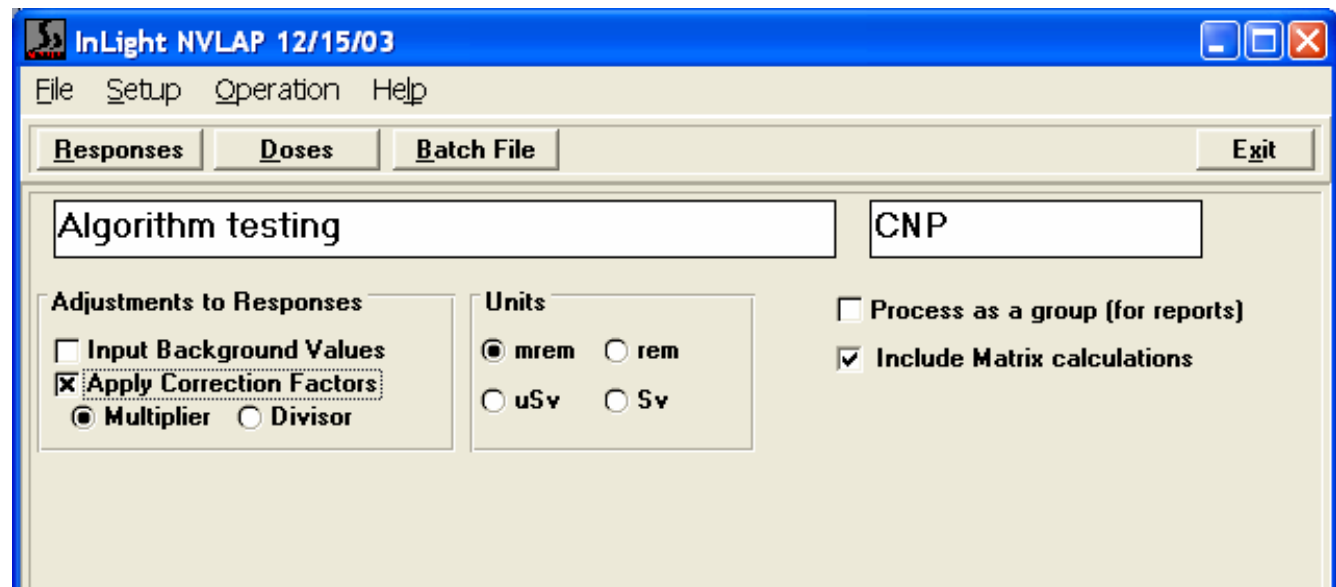 InLight NVLAP 12/15/03
File Setup Operation Help
Responses Doses Batch File Exit
Algorithm testing CNP
Adjustments to Responses Units
Process as a group (for reports)
Input Background Values mrem rem
Include Matrix calculations
Apply Correction Factors
Multiplier Divisor uSv Sv